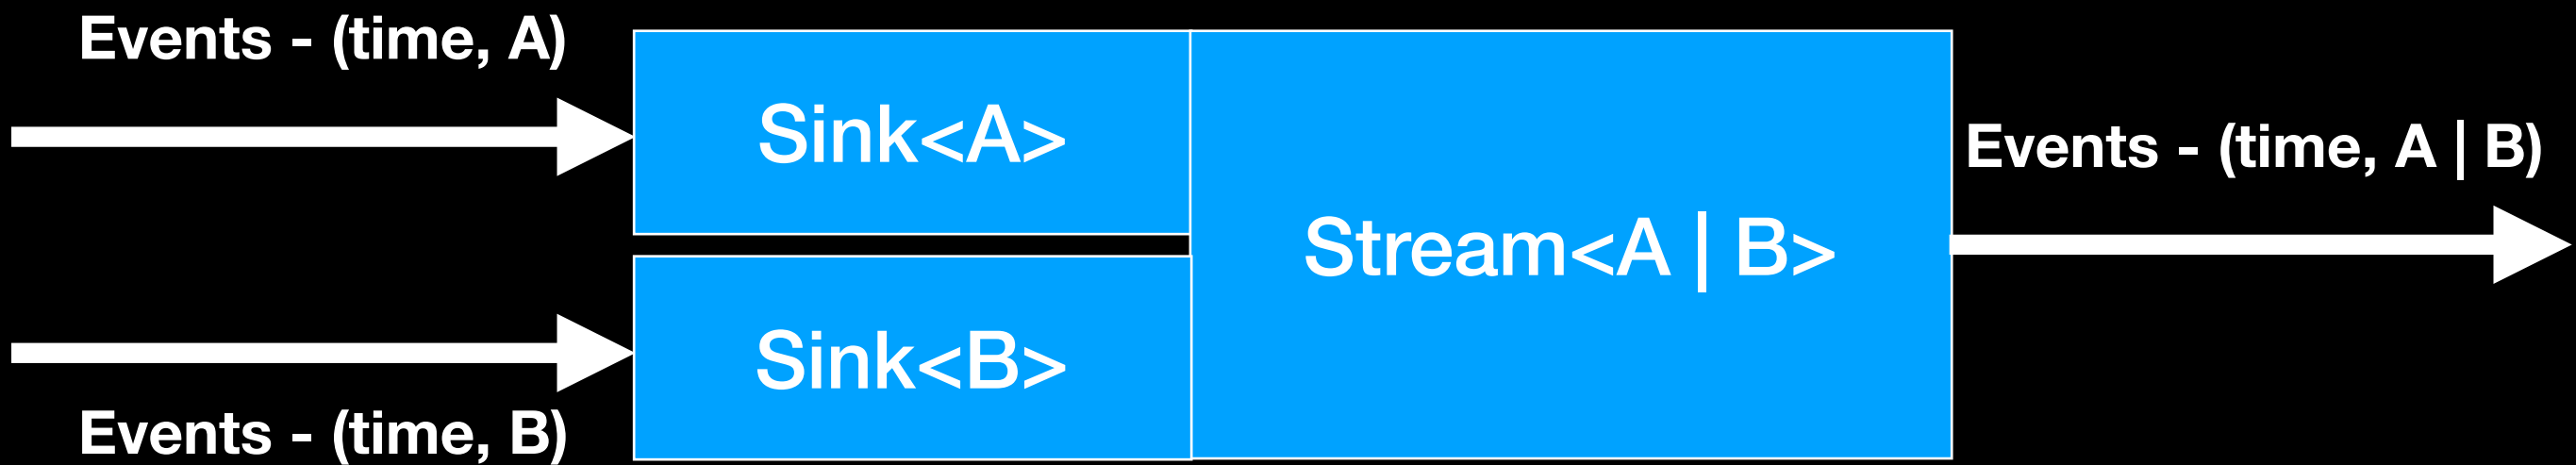 Events - (time, A)
Sink<A>
Events - (time, A | B)
Stream<A | B>
Sink<B>
Events - (time, B)